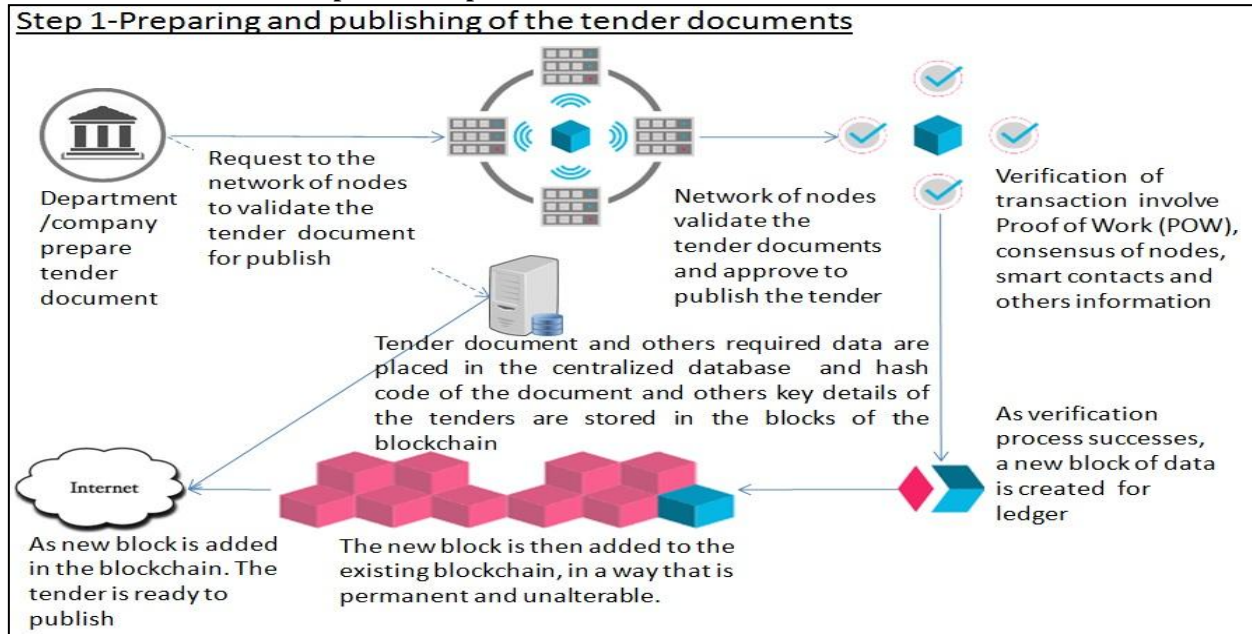 Step 1-Preparing and publishing of the tender documents
Department
/company
prepare
tender
document
Request to the
network of nodes
to validate the
tender document
for publish
Network of nodes
validate the
tender documents
and approve to
publish the tender
Verification of
transaction involve
Proof of Work (POW),
consensus of nodes,
smart contacts and
others information
Tender document and others required data are
placed in the centralized database and hash
code of the document and others key details of
the tenders are stored in the blocks of the
blockchain
As verification
process successes,
a new block of data
is created for
ledger
Internet
As new block is added
in the blockchain. The
tender is ready to
publish
The new block is then added to the
existing blockchain, in a way that is
permanent and unalterable.